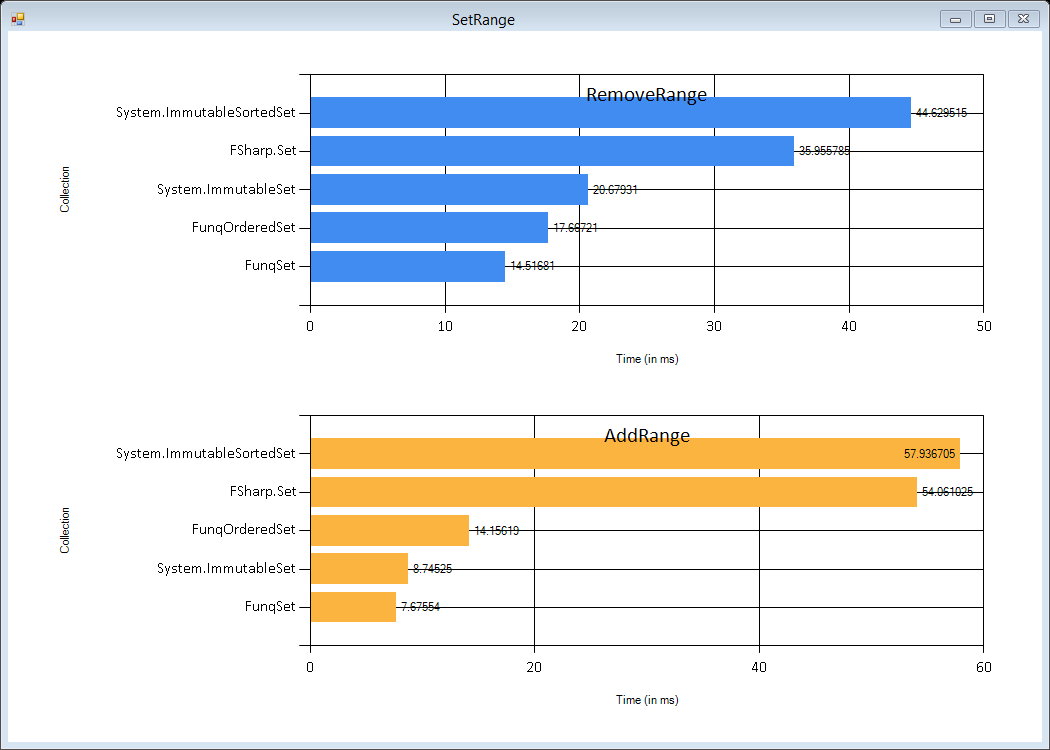 SetRange
RemoveRange
System.ImmutableSortedSet
44.629515
FSharp.Set
35.955785
System.ImmutableSet
20.67931
FunqOrderedSet
FunqSet
14.51681
Collection
0 10 20 30 40 50
Time (in ms)
AddRange
System.ImmutableSortedSet
57.936705
FSharp.Set
54.061025
FunqOrderedSet
14.15619
System.ImmutableSet
8.74525
FunqSet
7.67554
Collection
0 20 40 60
Time (in ms)